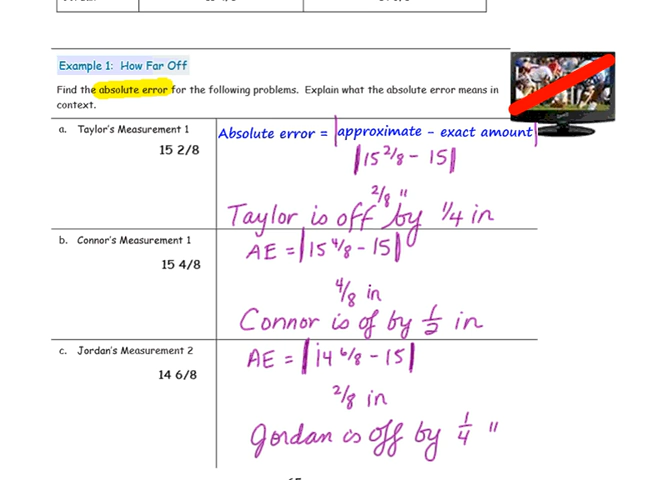 Example 1: How Far Off
Find the absolute error for the following problems. Explain what the absolute error means in
context.
a. Taylor's Measurement 1
15 2/8
Absolute error = |approximate - exact amount|
|15 2/8 - 15|
2/8 "
Taylor is off by 1/4 in
b. Connor's Measurement 1
15 4/8
AE = |15 4/8 - 15|
4/8 in
Connor is of by 1/2 in
c. Jordan's Measurement 2
14 6/8
AE = |14 6/8 - 15|
2/8 in
Jordan is off by 1/4 "